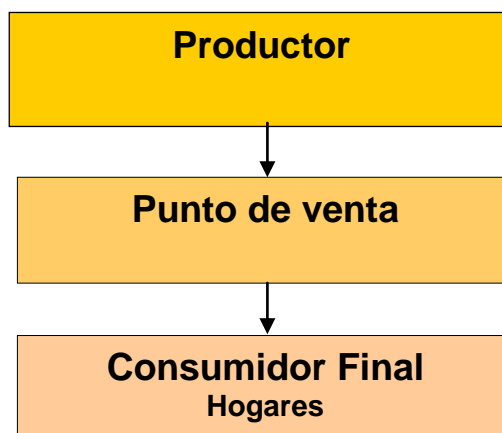 Productor
Punto de venta
Consumidor Final
Hogares